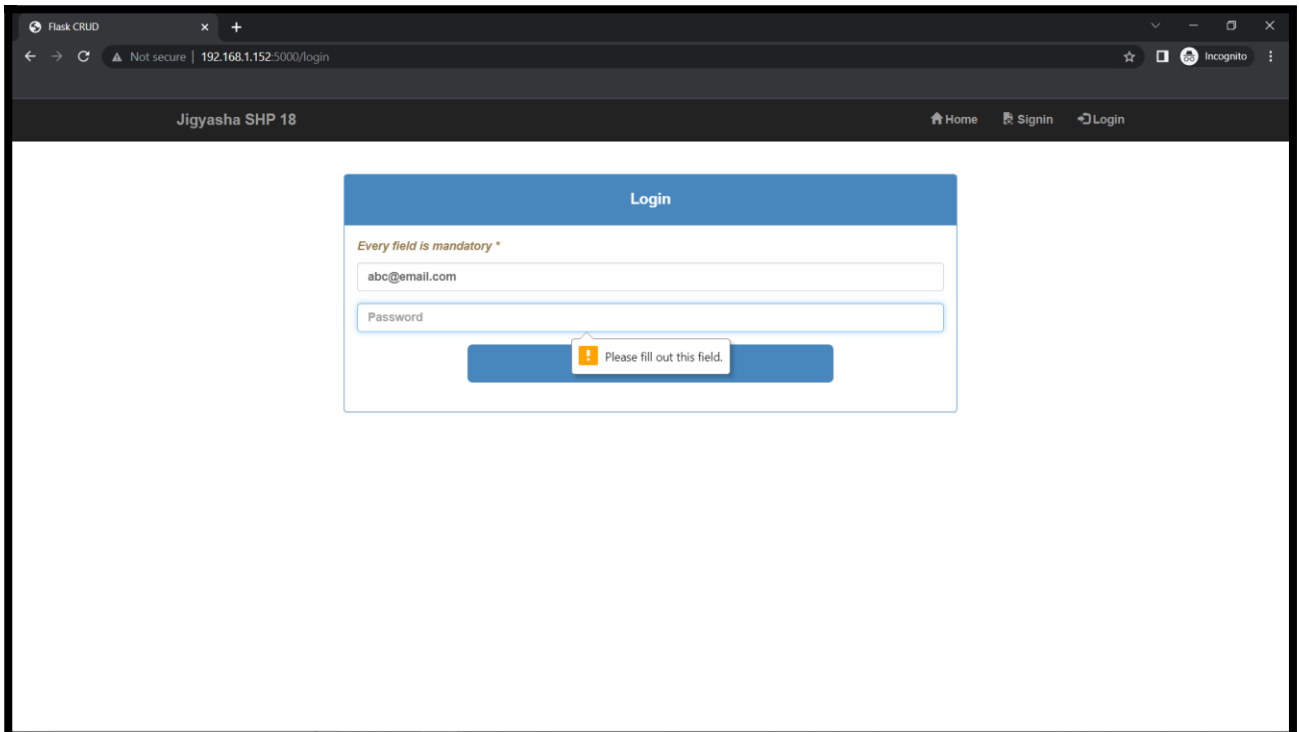 Flask CRUD
Not secure | 192.168.1.152:5000/login
Incognito
Jigyasha SHP 18
Home Signin Login
Login
Every field is mandatory *
abc@email.com
Password
Please fill out this field.